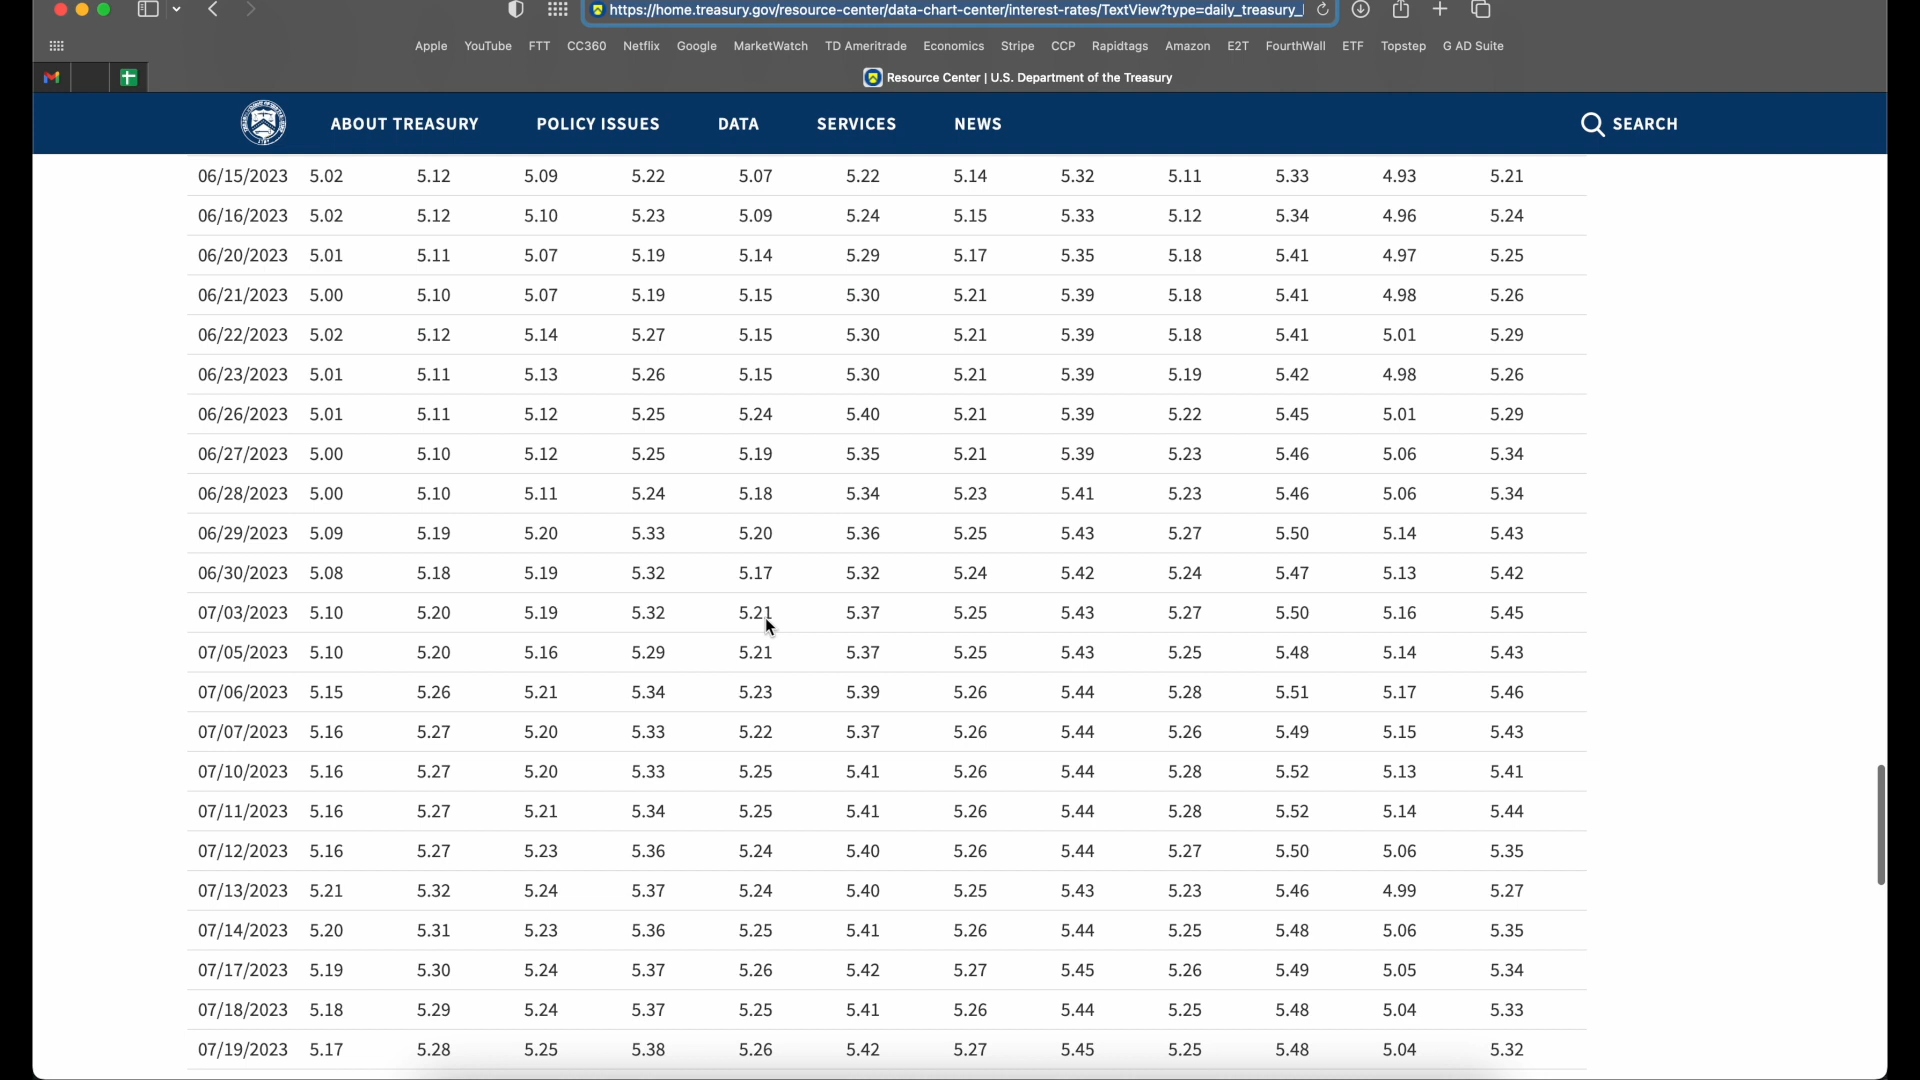 https://home.treasury.gov/resource-center/data-chart-center/interest-rates/TextView?type=daily_treasury_
Apple YouTube FTT CC360 Netflix Google MarketWatch TD Ameritrade Economics Stripe CCP Rapidtags Amazon E2T FourthWall ETF Topstep G AD Suite
Resource Center | U.S. Department of the Treasury
ABOUT TREASURY POLICY ISSUES DATA SERVICES NEWS SEARCH
06/15/2023 5.02 5.12 5.09 5.22 5.07 5.22 5.14 5.32 5.11 5.33 4.93 5.21
06/16/2023 5.02 5.12 5.10 5.23 5.09 5.24 5.15 5.33 5.12 5.34 4.96 5.24
06/20/2023 5.01 5.11 5.07 5.19 5.14 5.29 5.17 5.35 5.18 5.41 4.97 5.25
06/21/2023 5.00 5.10 5.07 5.19 5.15 5.30 5.21 5.39 5.18 5.41 4.98 5.26
06/22/2023 5.02 5.12 5.14 5.27 5.15 5.30 5.21 5.39 5.18 5.41 5.01 5.29
06/23/2023 5.01 5.11 5.13 5.26 5.15 5.30 5.21 5.39 5.19 5.42 4.98 5.26
06/26/2023 5.01 5.11 5.12 5.25 5.24 5.40 5.21 5.39 5.22 5.45 5.01 5.29
06/27/2023 5.00 5.10 5.12 5.25 5.19 5.35 5.21 5.39 5.23 5.46 5.06 5.34
06/28/2023 5.00 5.10 5.11 5.24 5.18 5.34 5.23 5.41 5.23 5.46 5.06 5.34
06/29/2023 5.09 5.19 5.20 5.33 5.20 5.36 5.25 5.43 5.27 5.50 5.14 5.43
06/30/2023 5.08 5.18 5.19 5.32 5.17 5.32 5.24 5.42 5.24 5.47 5.13 5.42
07/03/2023 5.10 5.20 5.19 5.32 5.21 5.37 5.25 5.43 5.27 5.50 5.16 5.45
07/05/2023 5.10 5.20 5.16 5.29 5.21 5.37 5.25 5.43 5.25 5.48 5.14 5.43
07/06/2023 5.15 5.26 5.21 5.34 5.23 5.39 5.26 5.44 5.28 5.51 5.17 5.46
07/07/2023 5.16 5.27 5.20 5.33 5.22 5.37 5.26 5.44 5.26 5.49 5.15 5.43
07/10/2023 5.16 5.27 5.20 5.33 5.25 5.41 5.26 5.44 5.28 5.52 5.13 5.41
07/11/2023 5.16 5.27 5.21 5.34 5.25 5.41 5.26 5.44 5.28 5.52 5.14 5.44
07/12/2023 5.16 5.27 5.23 5.36 5.24 5.40 5.26 5.44 5.27 5.50 5.06 5.35
07/13/2023 5.21 5.32 5.24 5.37 5.24 5.40 5.25 5.43 5.23 5.46 4.99 5.27
07/14/2023 5.20 5.31 5.23 5.36 5.25 5.41 5.26 5.44 5.25 5.48 5.06 5.35
07/17/2023 5.19 5.30 5.24 5.37 5.26 5.42 5.27 5.45 5.26 5.49 5.05 5.34
07/18/2023 5.18 5.29 5.24 5.37 5.25 5.41 5.26 5.44 5.25 5.48 5.04 5.33
07/19/2023 5.17 5.28 5.25 5.38 5.26 5.42 5.27 5.45 5.25 5.48 5.04 5.32